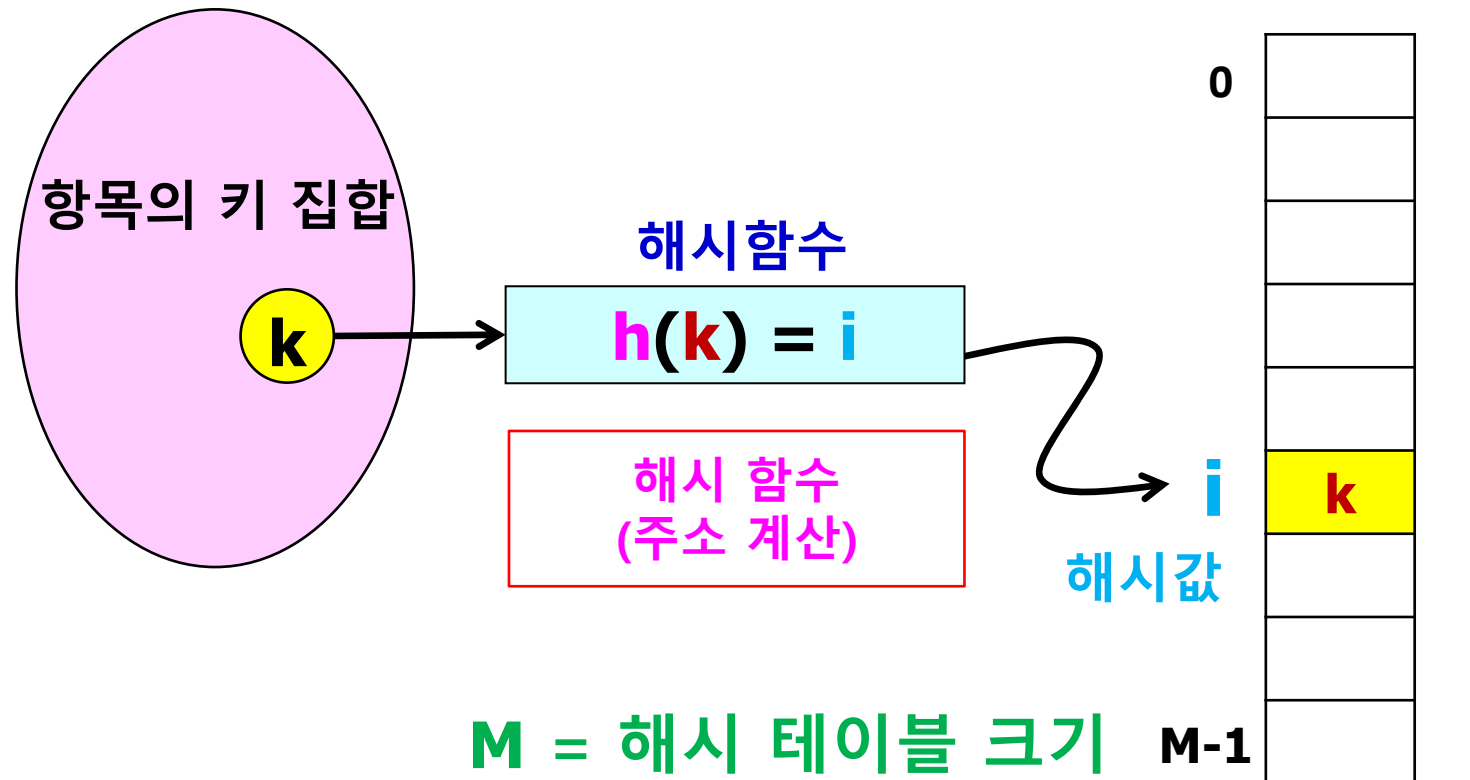 0
항목의 키 집합
해시함수
k
h(k) = i
해시 함수
(주소 계산)
i
k
해시값
M = 해시 테이블 크기
M-1